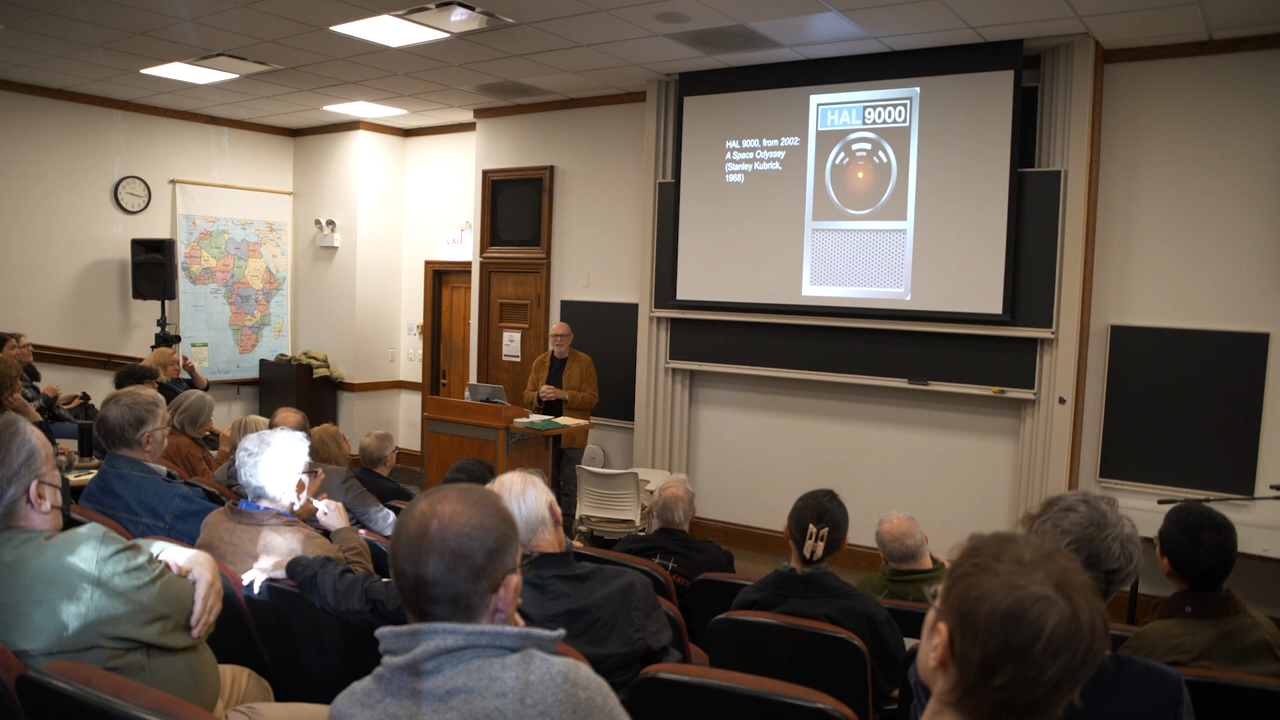 HAL 9000
HAL 9000, from 2002:
A Space Odyssey
(Stanley Kubrick,
1968)
EXIT